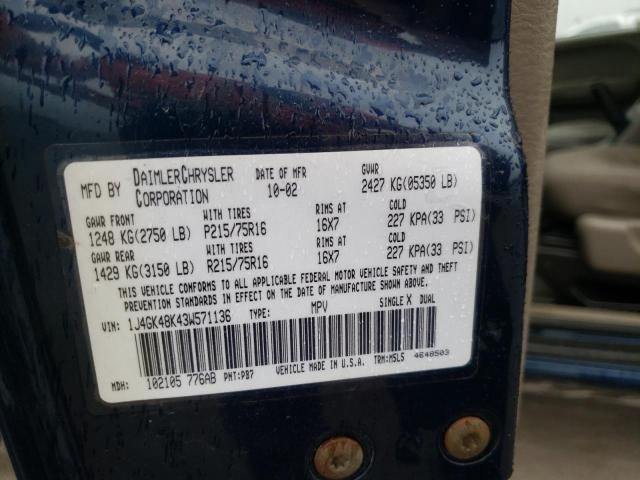 MFD BY DAIMLERCHRYSLER CORPORATION DATE OF MFR 10-02 GVWR 2427 KG(05350 LB)
GAWR FRONT WITH TIRES RIMS AT COLD
1248 KG(2750 LB) P215/75R16 16X7 227 KPA(33 PSI)
GAWR REAR WITH TIRES RIMS AT COLD
1429 KG(3150 LB) R215/75R16 16X7 227 KPA(33 PSI)
THIS VEHICLE CONFORMS TO ALL APPLICABLE FEDERAL MOTOR VEHICLE SAFETY AND THEFT
PREVENTION STANDARDS IN EFFECT ON THE DATE OF MANUFACTURE SHOWN ABOVE.
VIN: 1J4GK48K43W571136 TYPE: MPV SINGLE X DUAL
MDH: 102105 776AB PNT:PB7 VEHICLE MADE IN U.S.A. TRM:MSL5 4648503